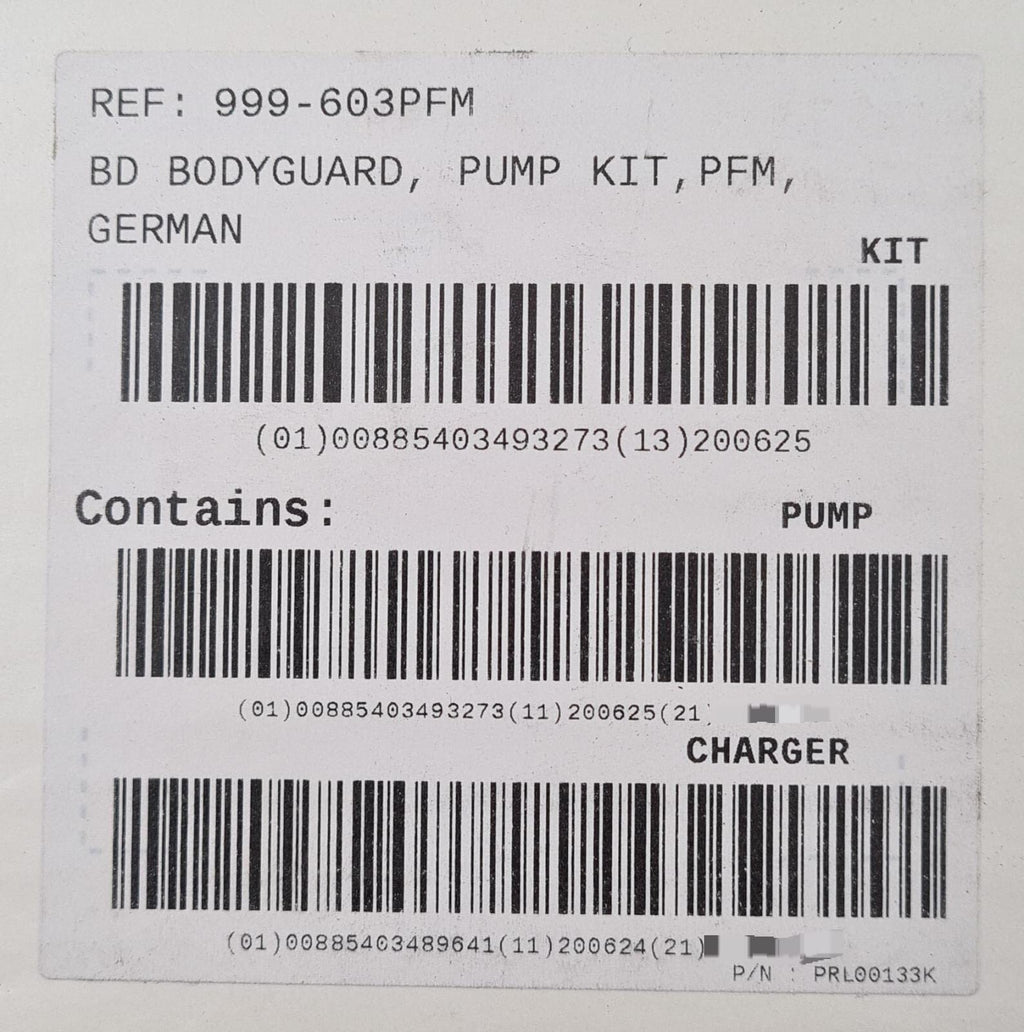 REF: 999-603PFM
BD BODYGUARD, PUMP KIT,PFM,
GERMAN
KIT
(01)00885403493273(13)200625
Contains:
PUMP
(01)00885403493273(11)200625(21)
CHARGER
(01)00885403489641(11)200624(21)
P/N : PRL00133K